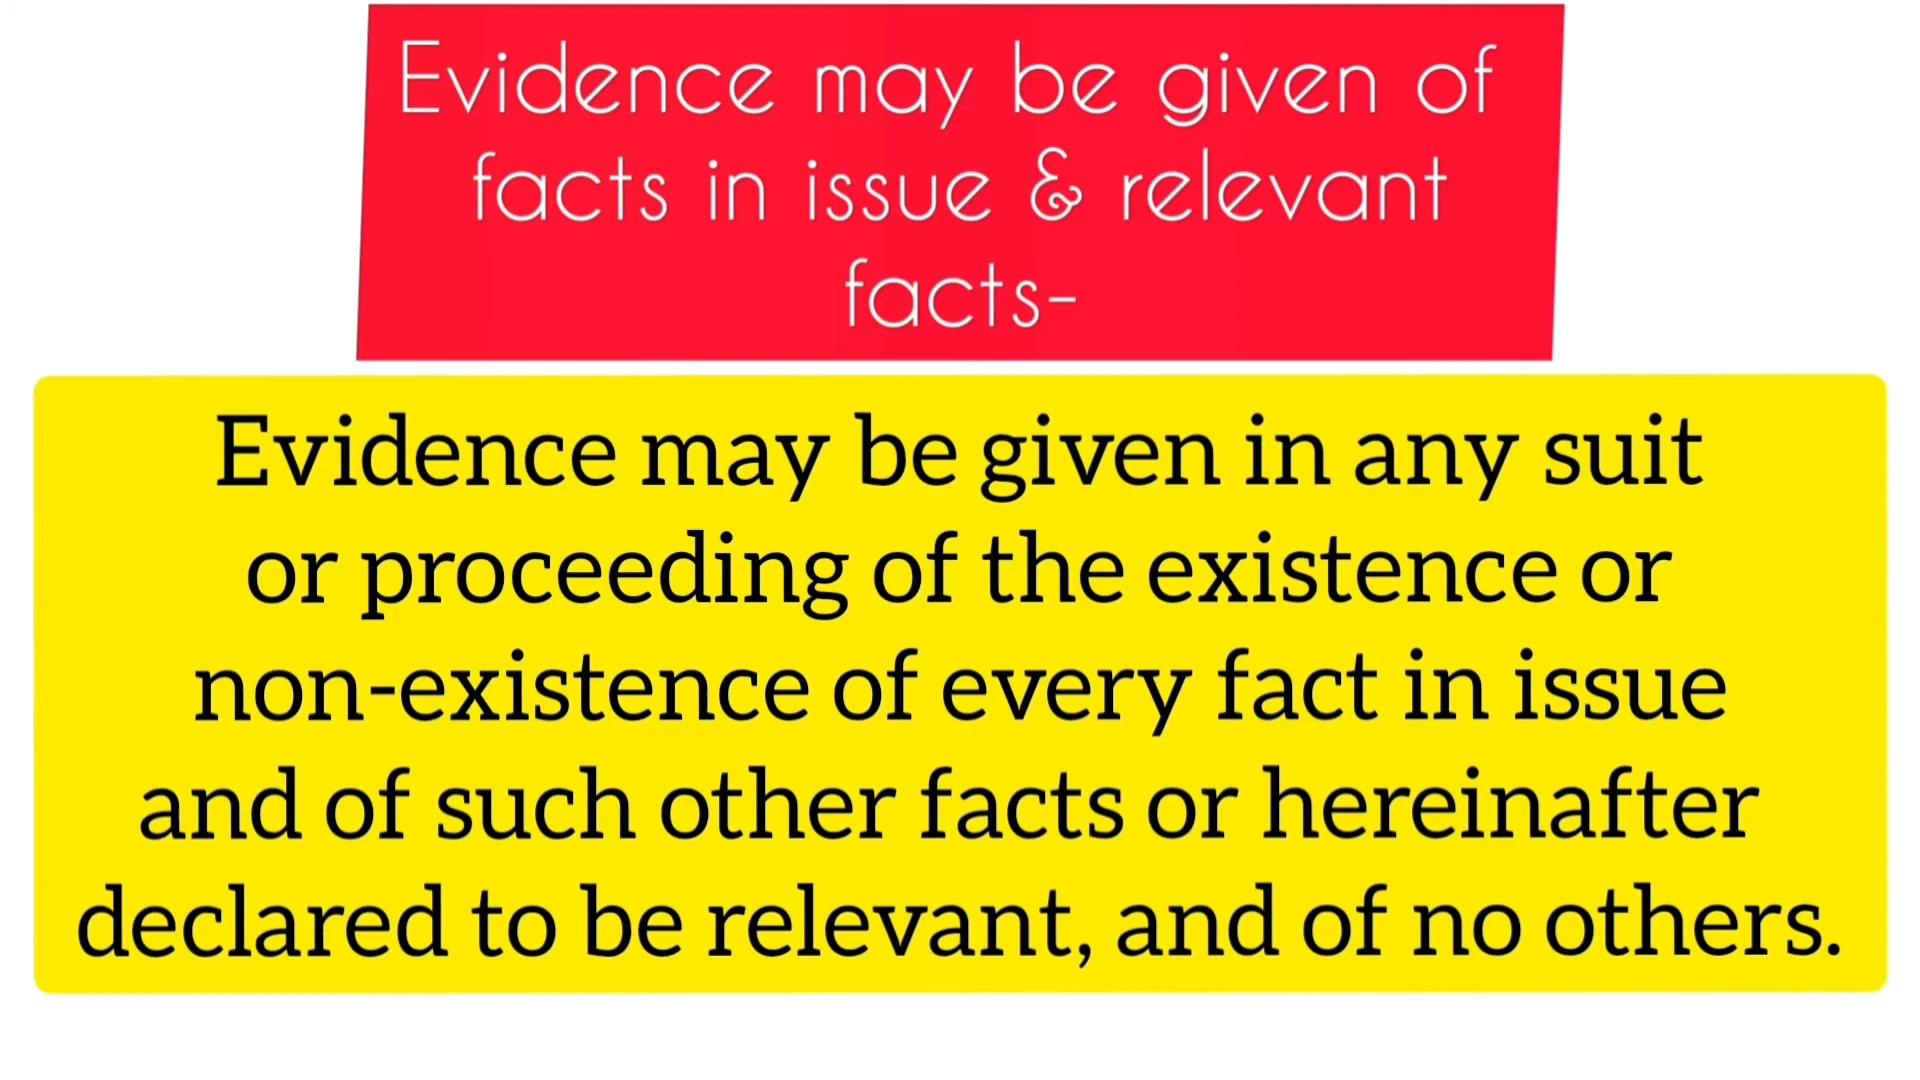 Evidence may be given of
facts in issue & relevant
facts-
Evidence may be given in any suit
or proceeding of the existence or
non-existence of every fact in issue
and of such other facts or hereinafter
declared to be relevant, and of no others.